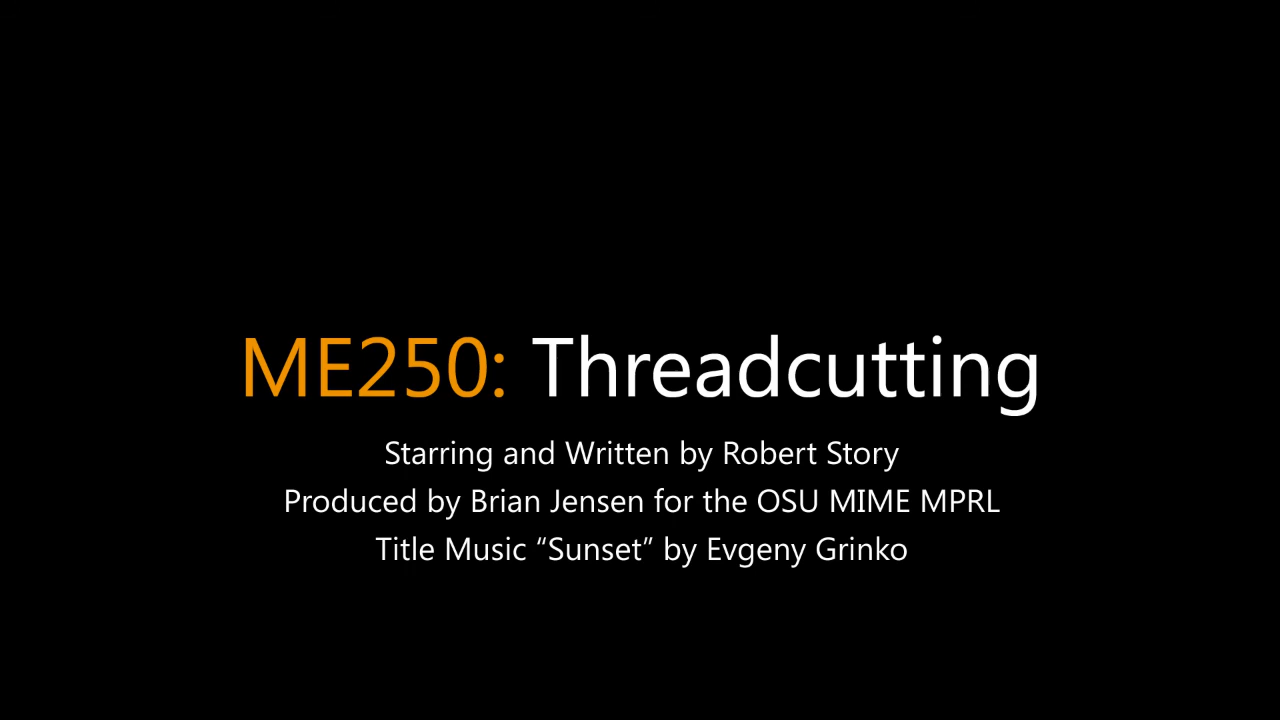 ME250: Threadcutting
Starring and Written by Robert Story
Produced by Brian Jensen for the OSU MIME MPRL
Title Music “Sunset” by Evgeny Grinko